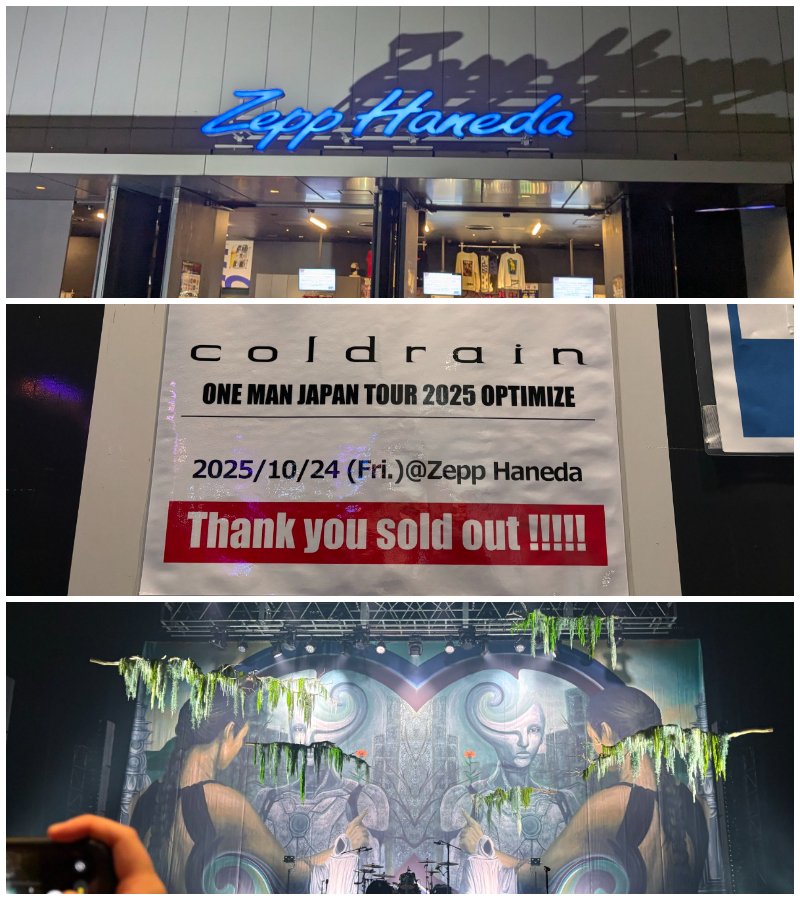 Zepp Haneda
coldrain
ONE MAN JAPAN TOUR 2025 OPTIMIZE
2025/10/24 (Fri.)@Zepp Haneda
Thank you sold out !!!!!